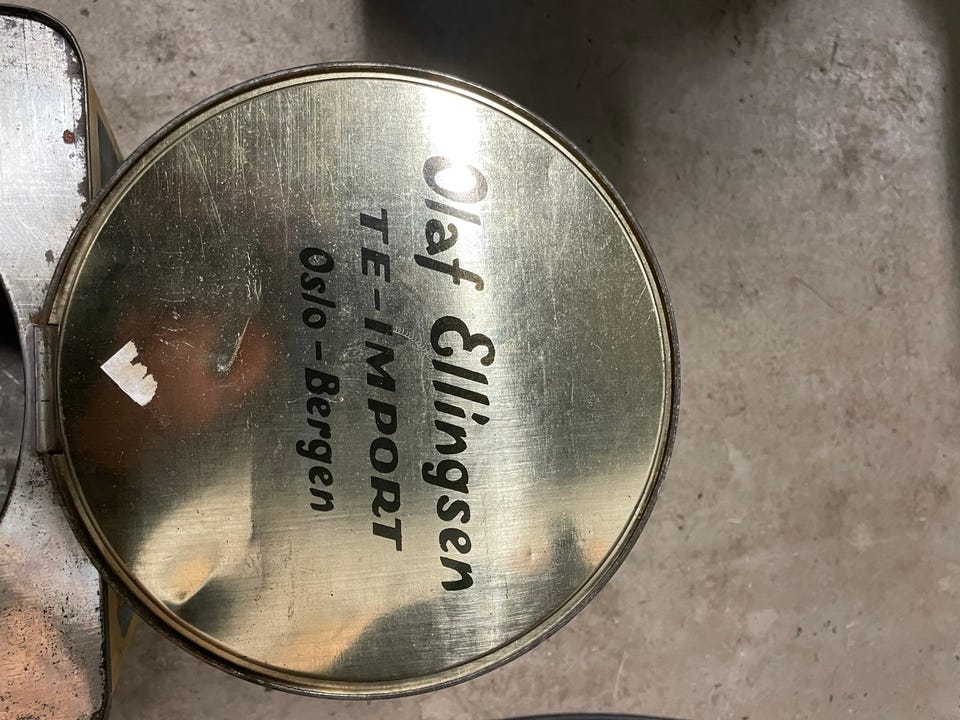 Olaf Ellingsen
TE-IMPORT
Oslo-Bergen